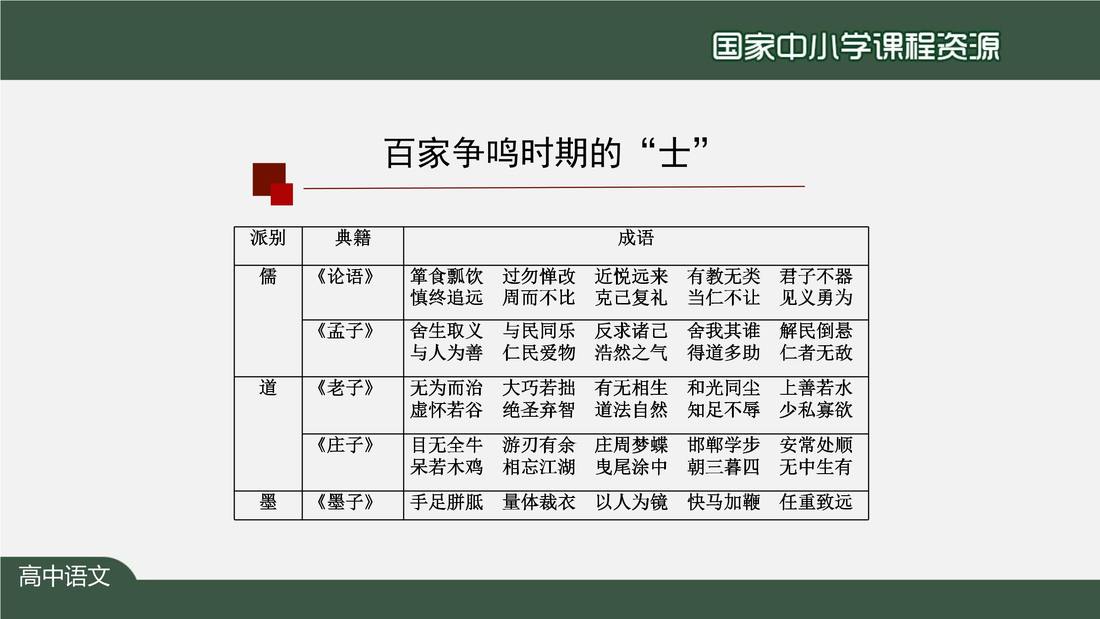 国家中小学课程资源
百家争鸣时期的“士”
派别 典籍 成语
儒 《论语》 箪食瓢饮 过勿惮改 近悦远来 有教无类 君子不器
慎终追远 周而不比 克己复礼 当仁不让 见义勇为
《孟子》 舍生取义 与民同乐 反求诸己 舍我其谁 解民倒悬
与人为善 仁民爱物 浩然之气 得道多助 仁者无敌
道 《老子》 无为而治 大巧若拙 有无相生 和光同尘 上善若水
虚怀若谷 绝圣弃智 道法自然 知足不辱 少私寡欲
《庄子》 目无全牛 游刃有余 庄周梦蝶 邯郸学步 安常处顺
呆若木鸡 相忘江湖 曳尾涂中 朝三暮四 无中生有
墨 《墨子》 手足胼胝 量体裁衣 以人为镜 快马加鞭 任重致远
高中语文